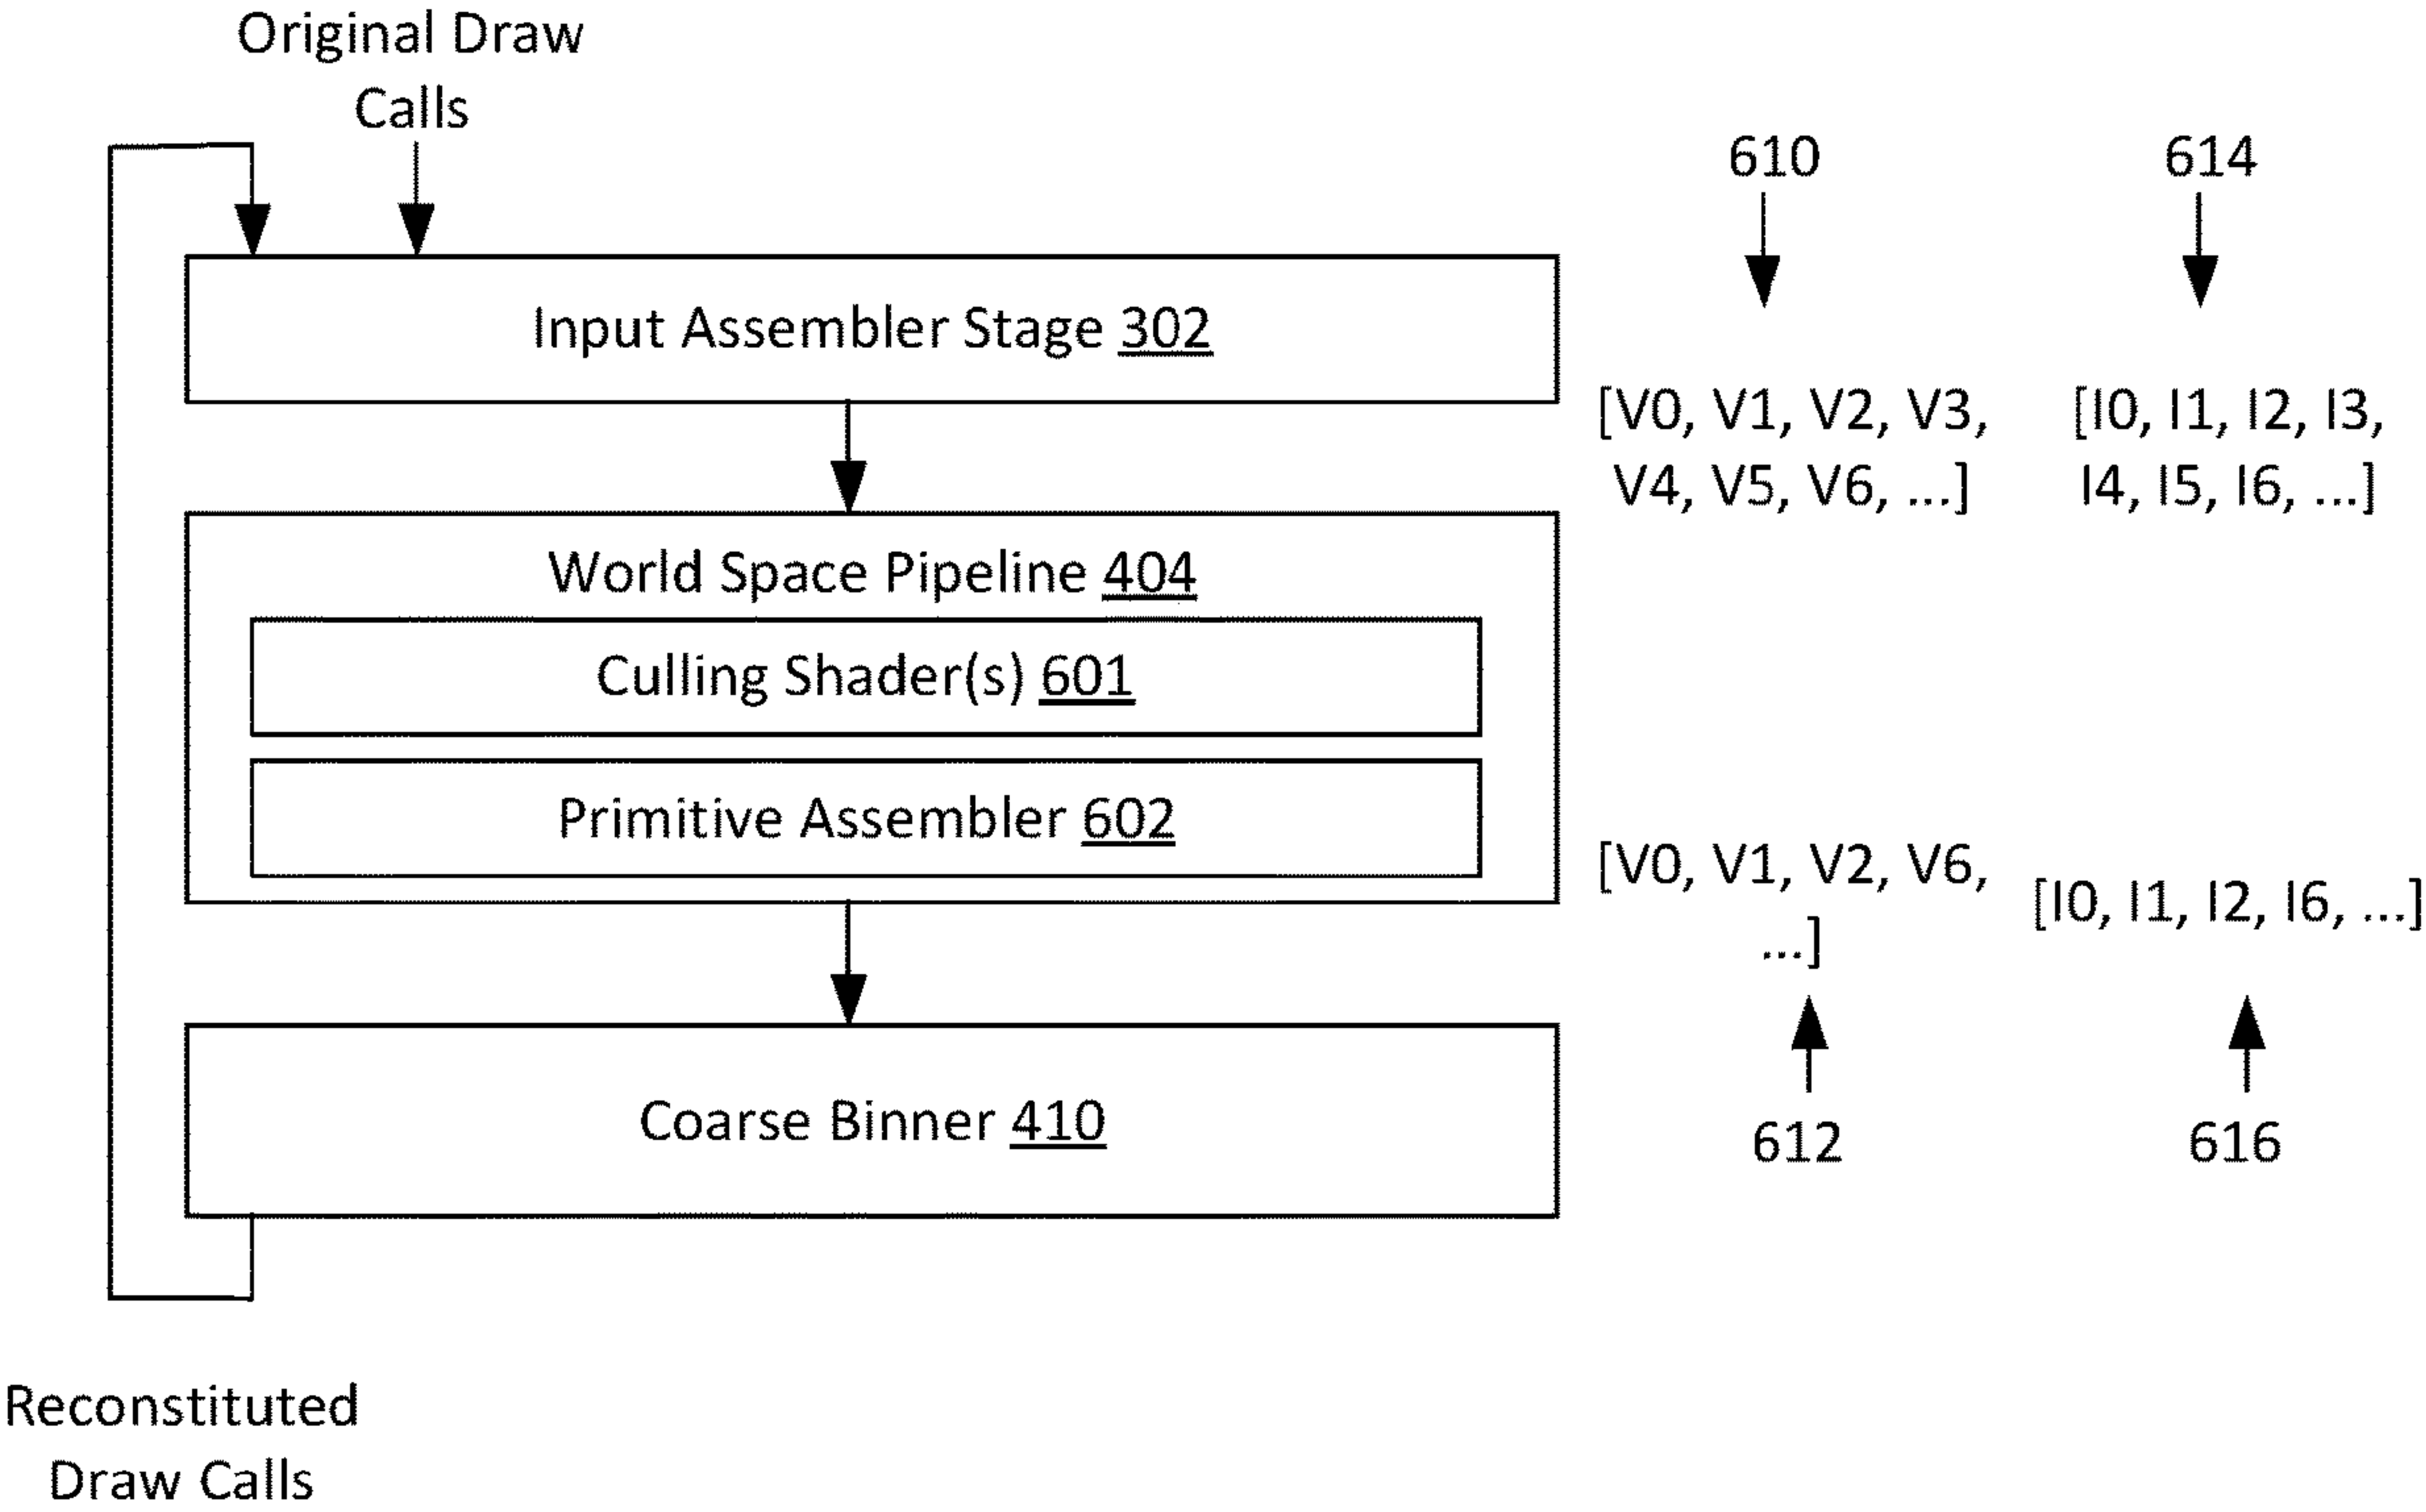 Original Draw
Calls
610
614
Input Assembler Stage 302
[V0, V1, V2, V3,
V4, V5, V6, ...]
[I0, I1, I2, I3,
I4, I5, I6, ...]
World Space Pipeline 404
Culling Shader(s) 601
Primitive Assembler 602
[V0, V1, V2, V6,
...]
[I0, I1, I2, I6, ...]
Coarse Binner 410
612
616
Reconstituted
Draw Calls